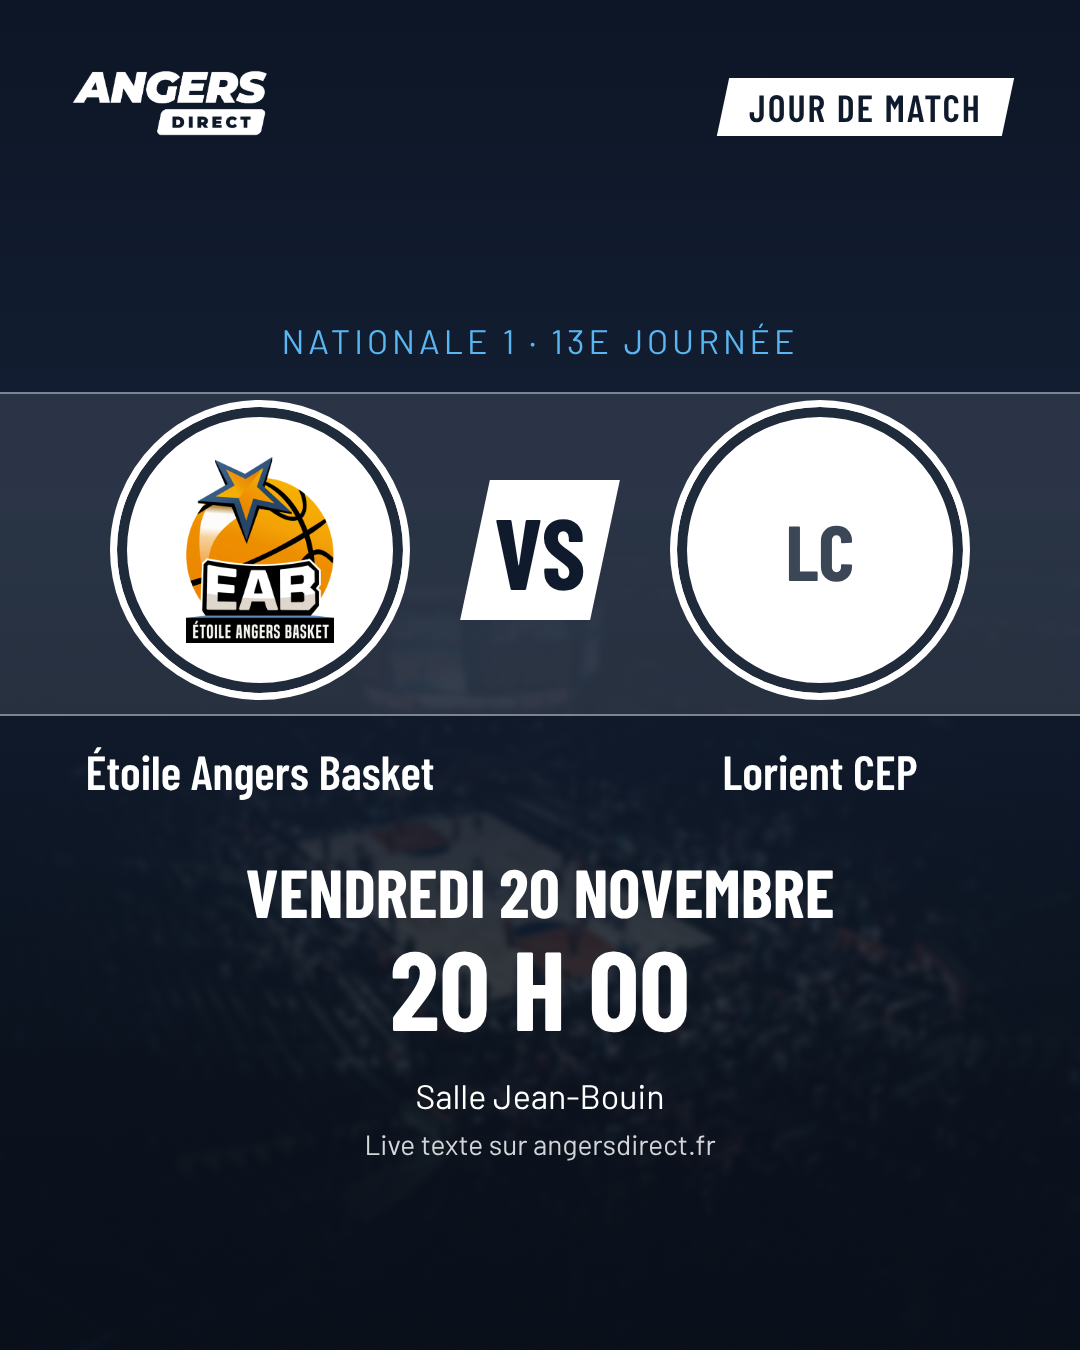 ANGERS
DIRECT
JOUR DE MATCH
NATIONALE 1 · 13E JOURNÉE
EAB
ÉTOILE ANGERS BASKET
VS
LC
Étoile Angers Basket
Lorient CEP
VENDREDI 20 NOVEMBRE
20 H 00
Salle Jean-Bouin
Live texte sur angersdirect.fr